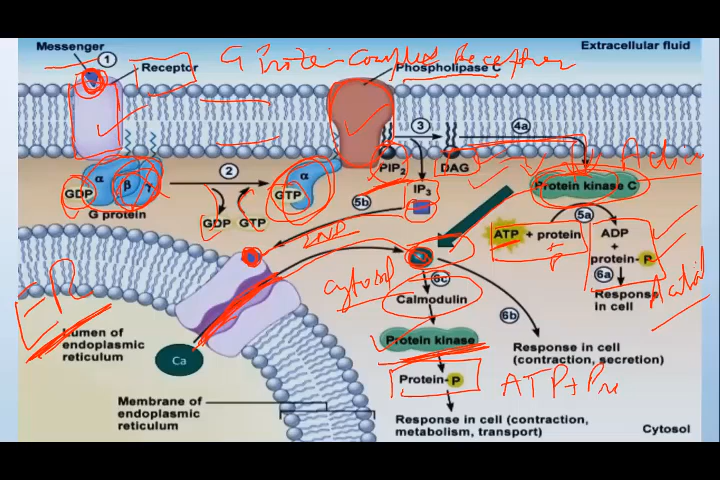 Messenger
1
G Protein Coupled Receptor
Extracellular fluid
Receptor
Phospholipase C
3
4a
α
β
γ
GDP
G protein
2
GDP
GTP
α
GTP
PIP2
DAG
IP3
Protein kinase C
5b
5a
ATP + protein
ADP
+
protein-P
6a
Response
in cell
2ND
Cytosol
6c
6b
Calmodulin
ER
Lumen of
endoplasmic
reticulum
Ca
Protein kinase
Response in cell
(contraction, secretion)
Protein-P
ATP + Pro
Membrane of
endoplasmic
reticulum
Response in cell (contraction,
metabolism, transport)
Cytosol